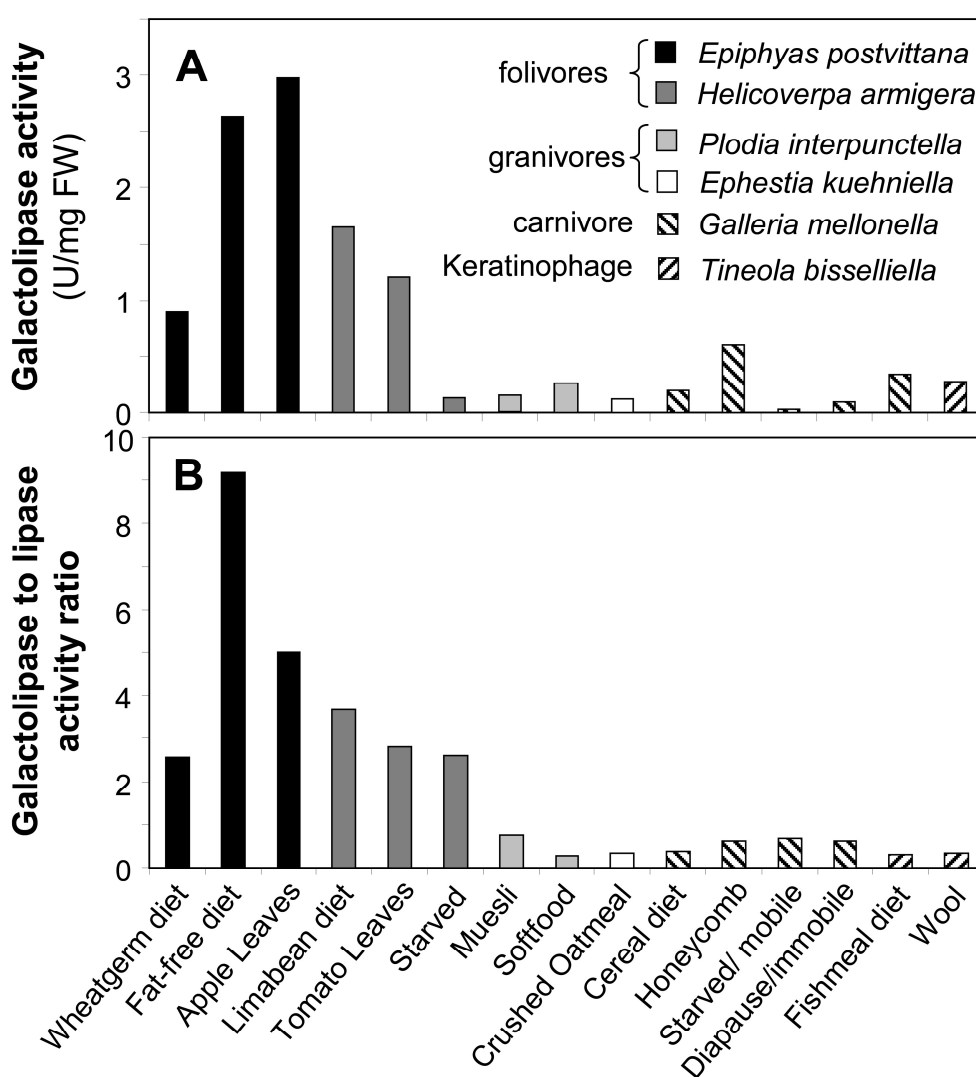 A
Galactolipase activity
(U/mg FW)
3
2
1
0
folivores
Epiphyas postvittana
Helicoverpa armigera
granivores
Plodia interpunctella
Ephestia kuehniella
carnivore
Galleria mellonella
Keratinophage
Tineola bisselliella
B
Galactolipase to lipase
activity ratio
10
8
6
4
2
0
Wheatgerm diet
Fat-free diet
Apple Leaves
Limabean diet
Tomato Leaves
Starved
Muesli
Softfood
Crushed Oatmeal
Cereal diet
Honeycomb
Starved/ mobile
Diapause/immobile
Fishmeal diet
Wool